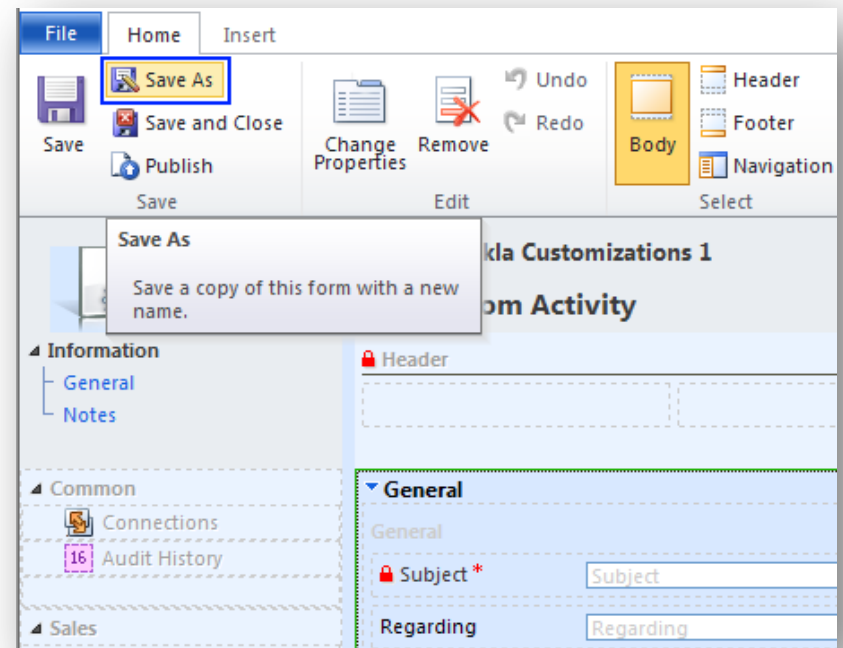 File Home Insert
Save As
Save and Close
Publish
Save
Change
Properties
Remove
Undo
Redo
Body
Header
Footer
Navigation
Save
Edit
Select
Save As
Save a copy of this form with a new
name.
Customizations 1
Activity
Information
General
Notes
Header
Common
Connections
16 Audit History
Sales
General
General
Subject *
Subject
Regarding
Regarding